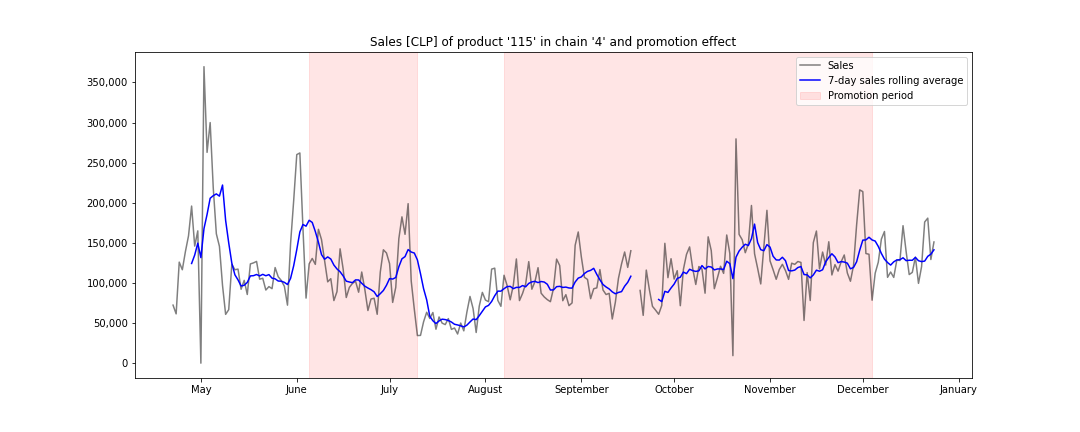 Sales [CLP] of product '115' in chain '4' and promotion effect
Sales
7-day sales rolling average
Promotion period
350,000
300,000
250,000
200,000
150,000
100,000
50,000
0
May June July August September October November December January